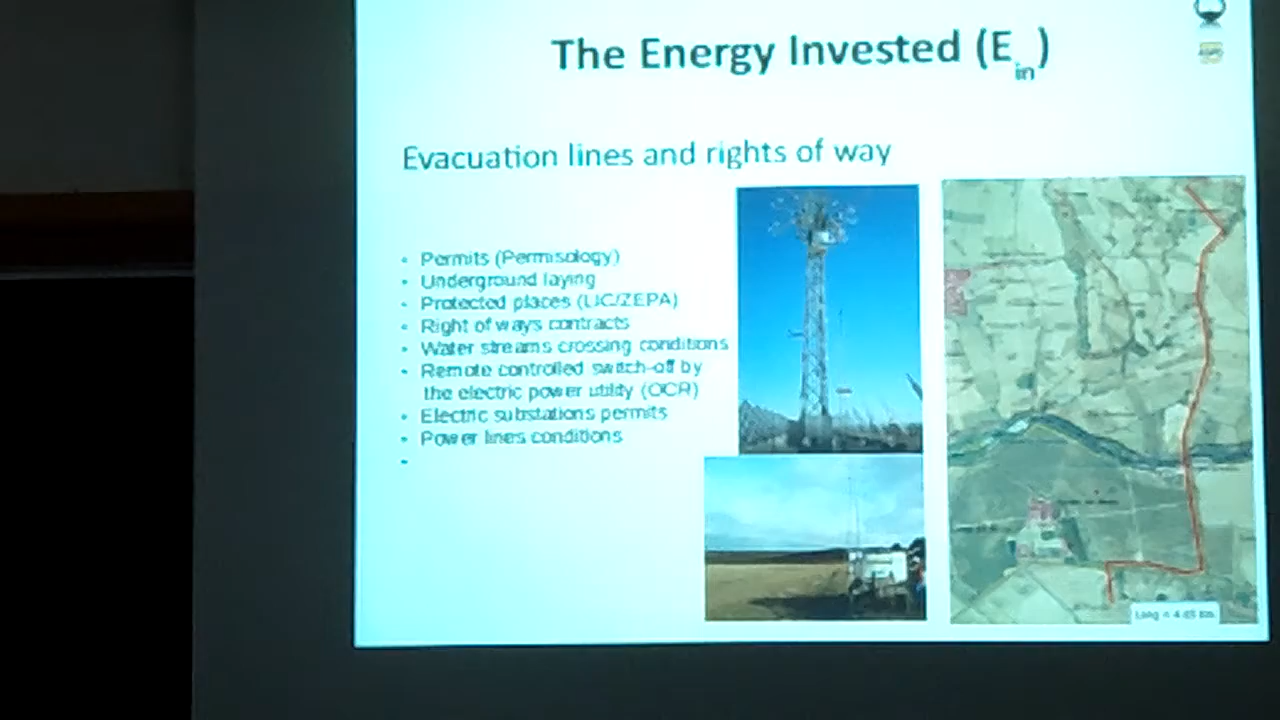 The Energy Invested (E in)
Evacuation lines and rights of way
• Permits (Permisology)
• Underground laying
• Protected places (LIC/ZEPA)
• Right of ways contracts
• Water streams crossing conditions
• Remote controlled switch-off by
the electric power utility (OCR)
• Electric substations permits
• Power lines conditions
•
Long =